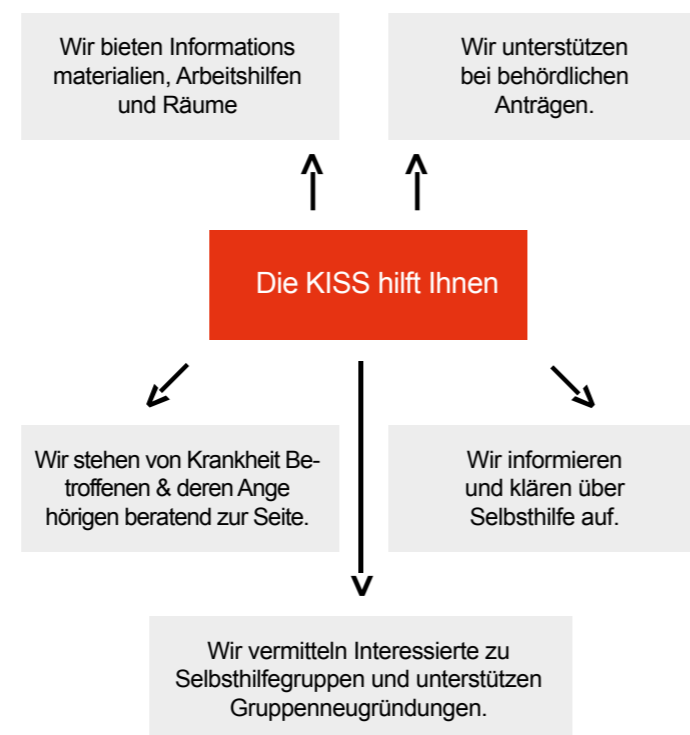 Wir bieten Informations
materialien, Arbeitshilfen
und Räume
Wir unterstützen
bei behördlichen
Anträgen.
Die KISS hilft Ihnen
Wir stehen von Krankheit Be-
troffenen & deren Ange
hörigen beratend zur Seite.
Wir informieren
und klären über
Selbsthilfe auf.
Wir vermitteln Interessierte zu
Selbsthilfegruppen und unterstützen
Gruppenneugründungen.